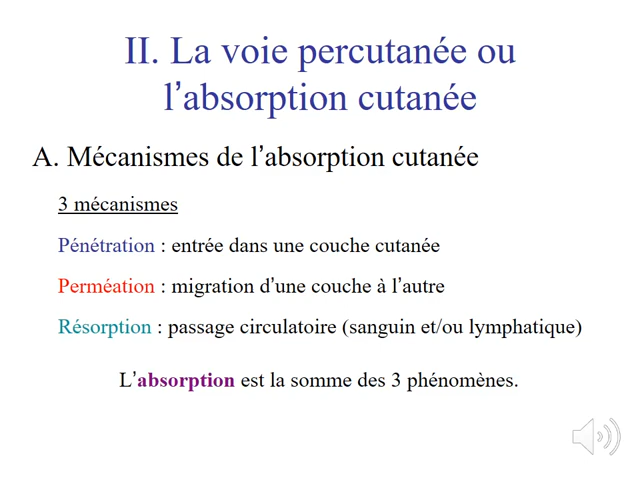 II. La voie percutanée ou
l’absorption cutanée
A. Mécanismes de l’absorption cutanée
3 mécanismes
Pénétration : entrée dans une couche cutanée
Perméation : migration d’une couche à l’autre
Résorption : passage circulatoire (sanguin et/ou lymphatique)
L’absorption est la somme des 3 phénomènes.